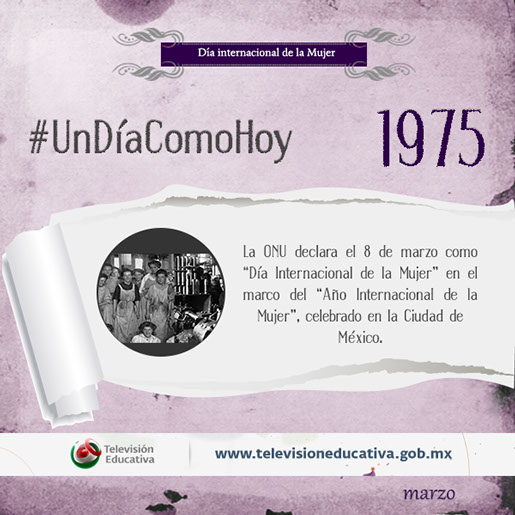 Día internacional de la Mujer
#UnDíaComoHoy
1975
La ONU declara el 8 de marzo como
“Día Internacional de la Mujer” en el
marco del “Año Internacional de la
Mujer”, celebrado en la Ciudad de
México.
Televisión
Educativa
www.televisioneducativa.gob.mx
marzo